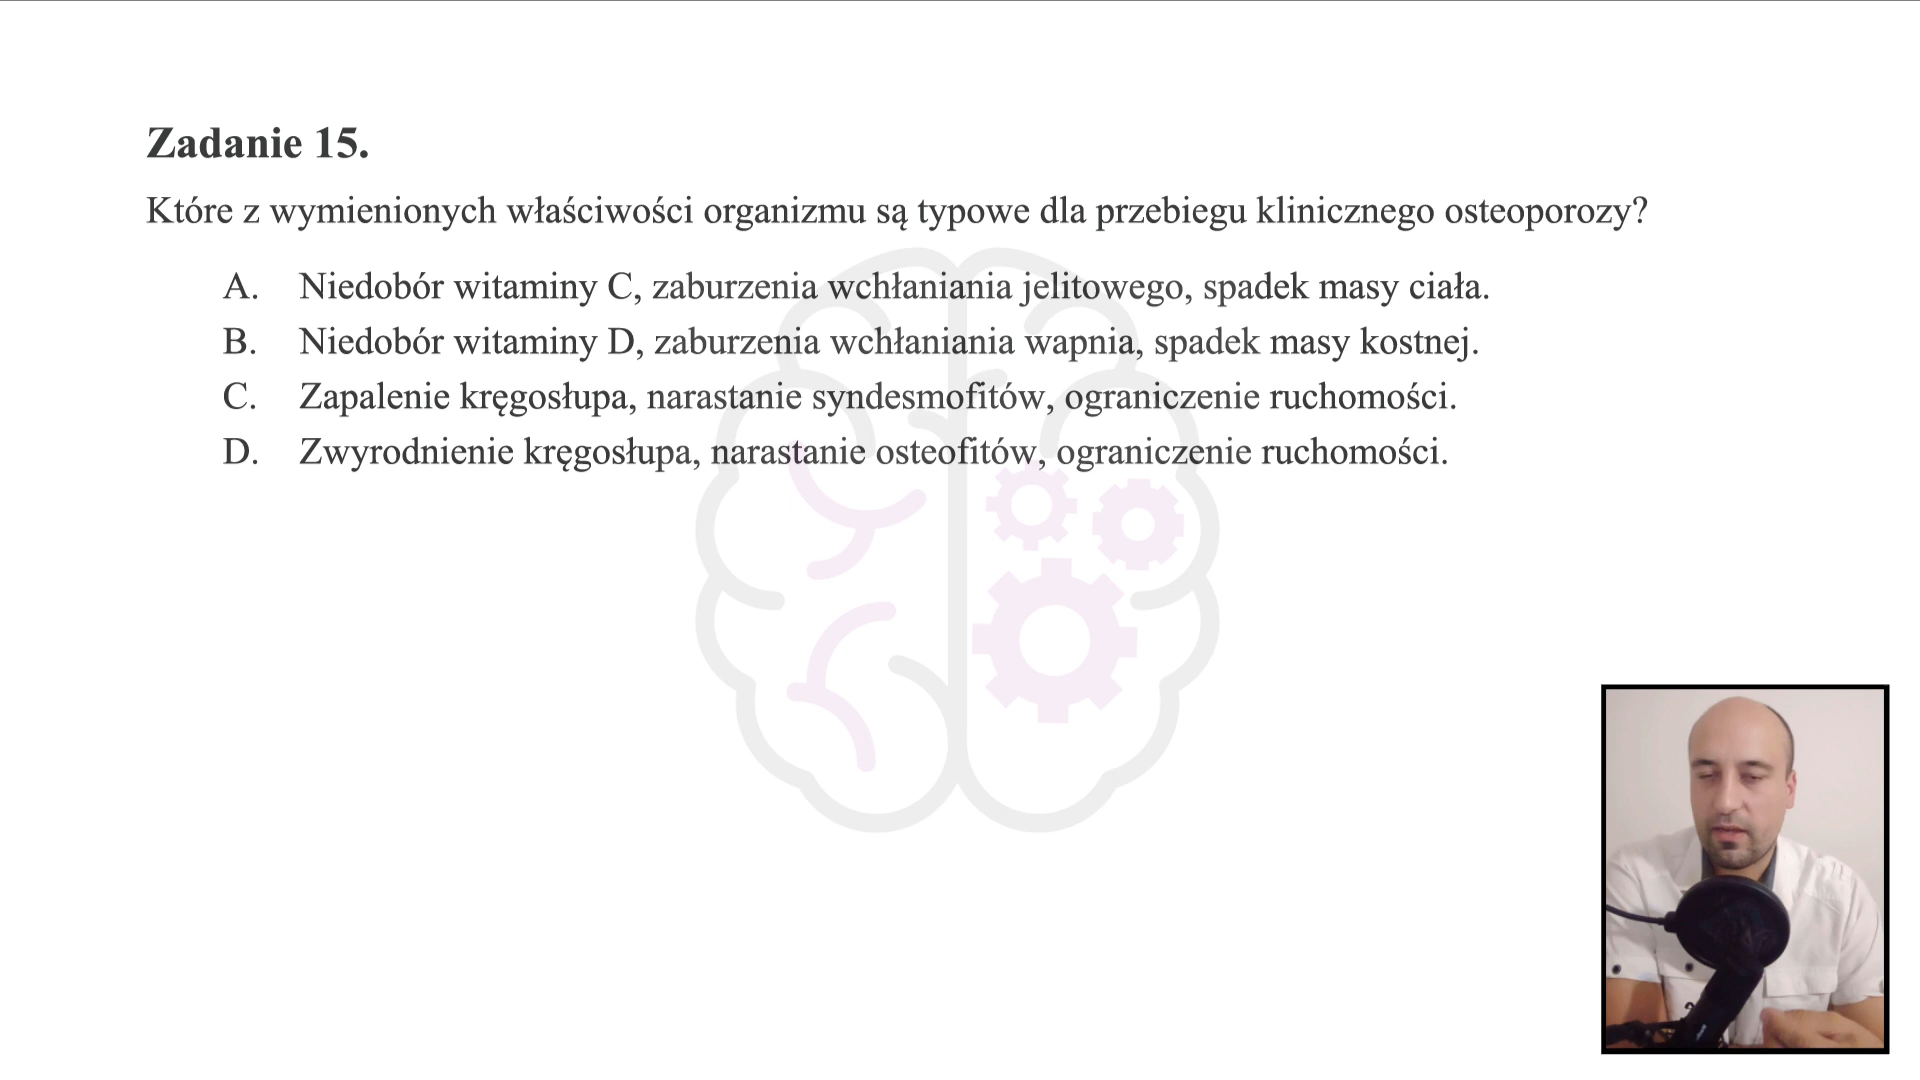 Zadanie 15.
Które z wymienionych właściwości organizmu są typowe dla przebiegu klinicznego osteoporozy?
A. Niedobór witaminy C, zaburzenia wchłaniania jelitowego, spadek masy ciała.
B. Niedobór witaminy D, zaburzenia wchłaniania wapnia, spadek masy kostnej.
C. Zapalenie kręgosłupa, narastanie syndesmofitów, ograniczenie ruchomości.
D. Zwyrodnienie kręgosłupa, narastanie osteofitów, ograniczenie ruchomości.